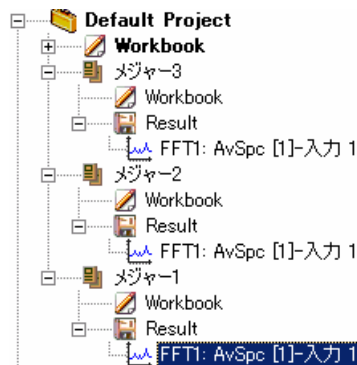 Default Project
Workbook
メジャー3
Workbook
Result
FFT1: AvSpc [1]-入力 1
メジャー2
Workbook
Result
FFT1: AvSpc [1]-入力 1
メジャー1
Workbook
Result
FFT1: AvSpc [1]-入力 1